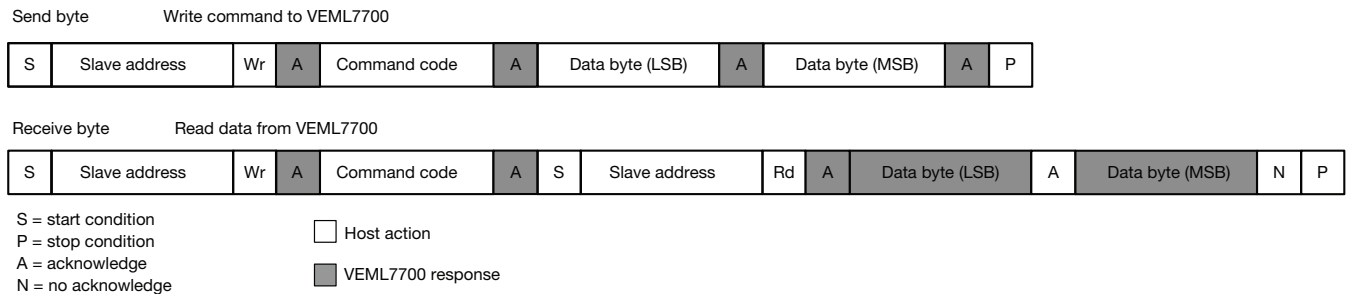 Send byte Write command to VEML7700
S Slave address Wr A Command code A Data byte (LSB) A Data byte (MSB) A P
Receive byte Read data from VEML7700
S Slave address Wr A Command code A S Slave address Rd A Data byte (LSB) A Data byte (MSB) N P
S = start condition
P = stop condition
A = acknowledge
N = no acknowledge
Host action
VEML7700 response